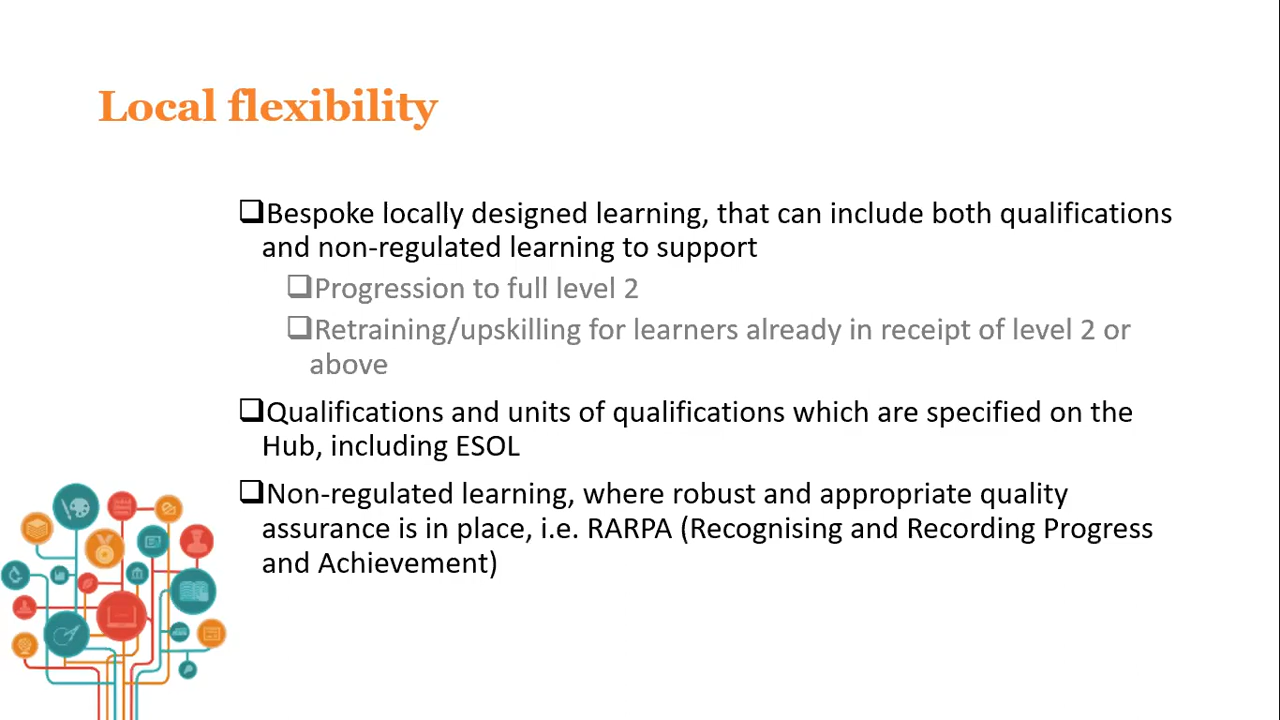 Local flexibility
❑Bespoke locally designed learning, that can include both qualifications
and non-regulated learning to support
❑Progression to full level 2
❑Retraining/upskilling for learners already in receipt of level 2 or
above
❑Qualifications and units of qualifications which are specified on the
Hub, including ESOL
❑Non-regulated learning, where robust and appropriate quality
assurance is in place, i.e. RARPA (Recognising and Recording Progress
and Achievement)